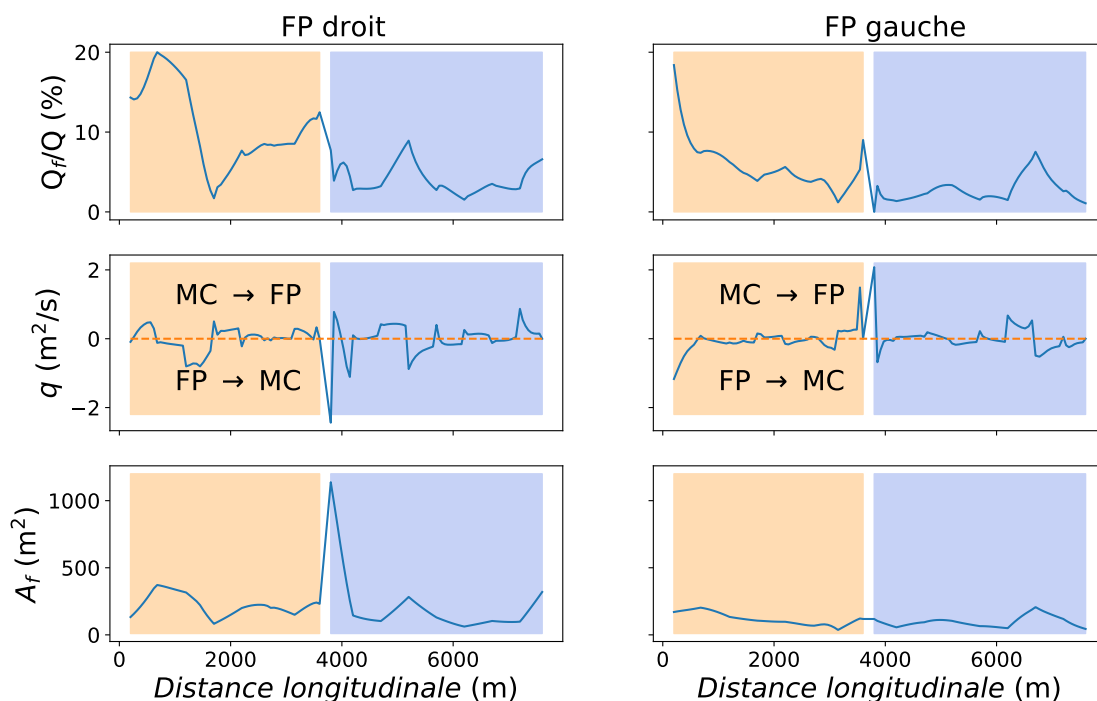 FP droit
FP gauche
Q_f/Q (%)
20
10
0
q (m²/s)
2
0
−2
MC → FP
FP → MC
MC → FP
FP → MC
A_f (m²)
1000
500
0
0 2000 4000 6000
0 2000 4000 6000
Distance longitudinale (m)
Distance longitudinale (m)